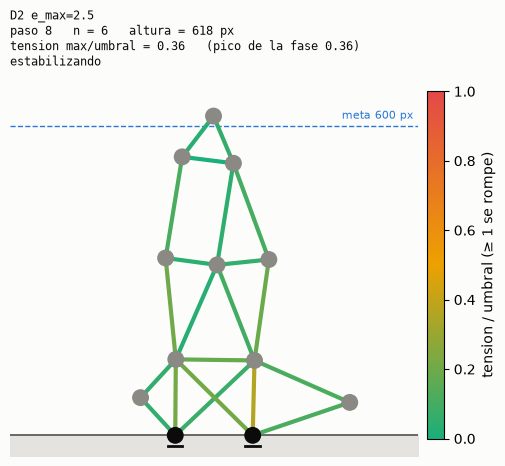 D2 e_max=2.5
paso 8   n = 6   altura = 618 px
tension max/umbral = 0.36   (pico de la fase 0.36)
estabilizando
meta 600 px
1.0
0.8
0.6
0.4
0.2
0.0
tensión / umbral (≥ 1 se rompe)